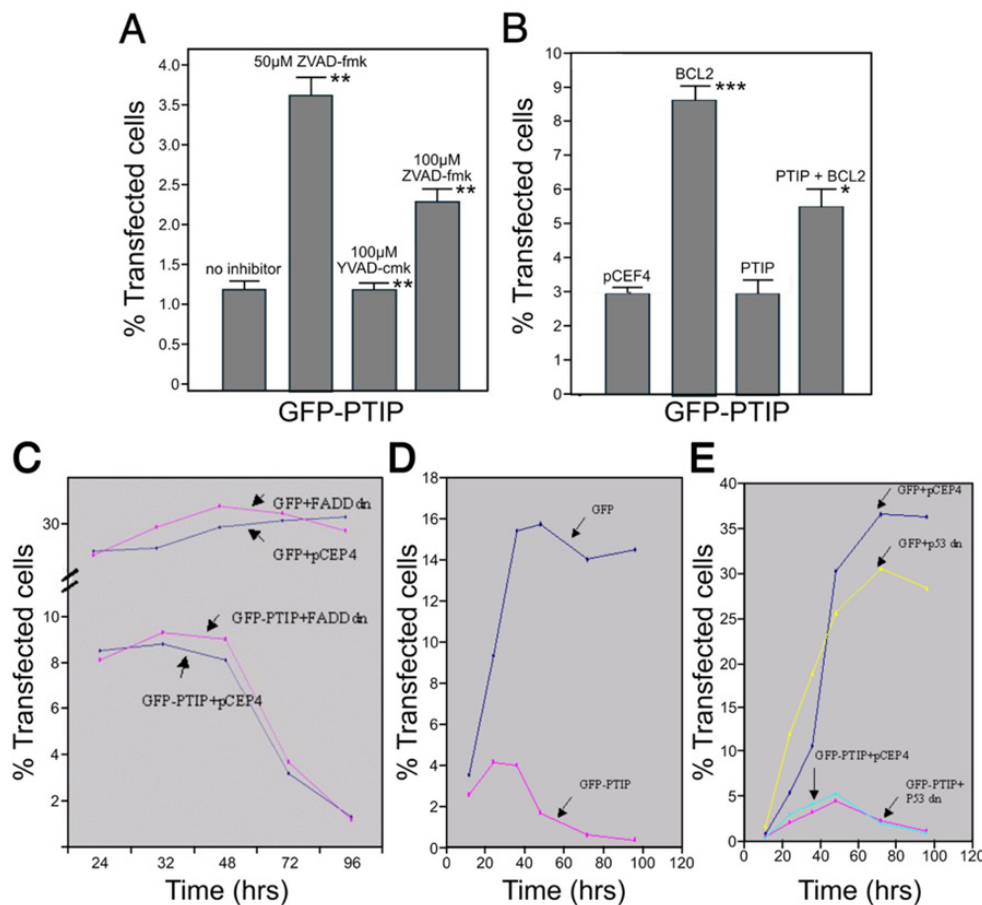 A
% Transfected cells
4.0
3.5
3.0
2.5
2.0
1.5
1.0
0.5
0
no inhibitor
50µM ZVAD-fmk
**
100µM
YVAD-cmk
**
100µM
ZVAD-fmk
**
GFP-PTIP
B
% Transfected cells
10
9
8
7
6
5
4
3
2
1
0
pCEF4
BCL2
***
PTIP
PTIP + BCL2
*
GFP-PTIP
C
% Transfected cells
30
10
8
6
4
2
GFP+FADD dn
GFP+pCEP4
GFP-PTIP+FADD dn
GFP-PTIP+pCEP4
24
32
48
72
96
Time (hrs)
D
% Transfected cells
18
16
14
12
10
8
6
4
2
0
GFP
GFP-PTIP
0
20
40
60
80
100
120
Time (hrs)
E
% Transfected cells
40
35
30
25
20
15
10
5
0
GFP+pCEP4
GFP+p53 dn
GFP-PTIP+pCEP4
GFP-PTIP+
P53 dn
0
20
40
60
80
100
120
Time (hrs)